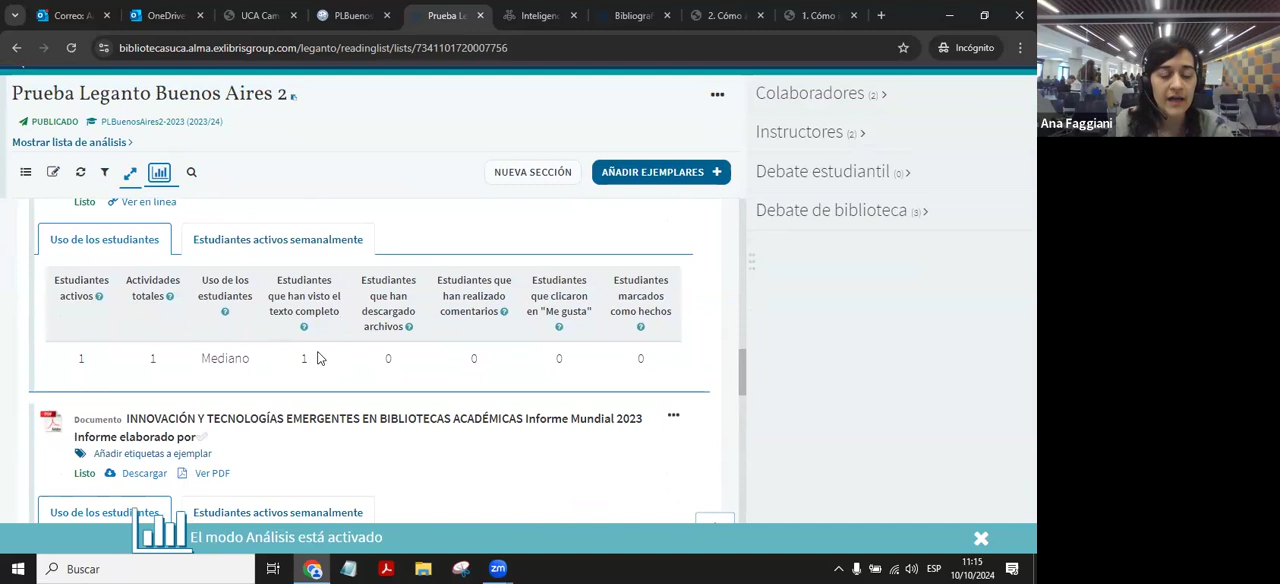 Correo: A
OneDrive
UCA Cam
PLBuenos
Prueba Le
Inteligenc
Bibliograf
2. Cómo
1. Cómo
bibliotecasuca.alma.exlibrisgroup.com/leganto/readinglist/lists/7341101720007756
Incógnito
Prueba Leganto Buenos Aires 2
PUBLICADO PLBuenosAires2-2023 (2023/24)
Mostrar lista de análisis
NUEVA SECCIÓN
AÑADIR EJEMPLARES +
Colaboradores (2)
Instructores (2)
Debate estudiantil (0)
Debate de biblioteca (3)
Listo Ver en línea
Uso de los estudiantes
Estudiantes activos semanalmente
Estudiantes activos
Actividades totales
Uso de los estudiantes
Estudiantes que han visto el texto completo
Estudiantes que han descargado archivos
Estudiantes que han realizado comentarios
Estudiantes que clicaron en "Me gusta"
Estudiantes marcados como hechos
1 1 Mediano 1 0 0 0 0
Documento INNOVACIÓN Y TECNOLOGÍAS EMERGENTES EN BIBLIOTECAS ACADÉMICAS Informe Mundial 2023
Informe elaborado por
Añadir etiquetas a ejemplar
Listo Descargar Ver PDF
Uso de los estudiantes
Estudiantes activos semanalmente
El modo Análisis está activado
Buscar
zm
ESP
11:15
10/10/2024
Ana Faggiani